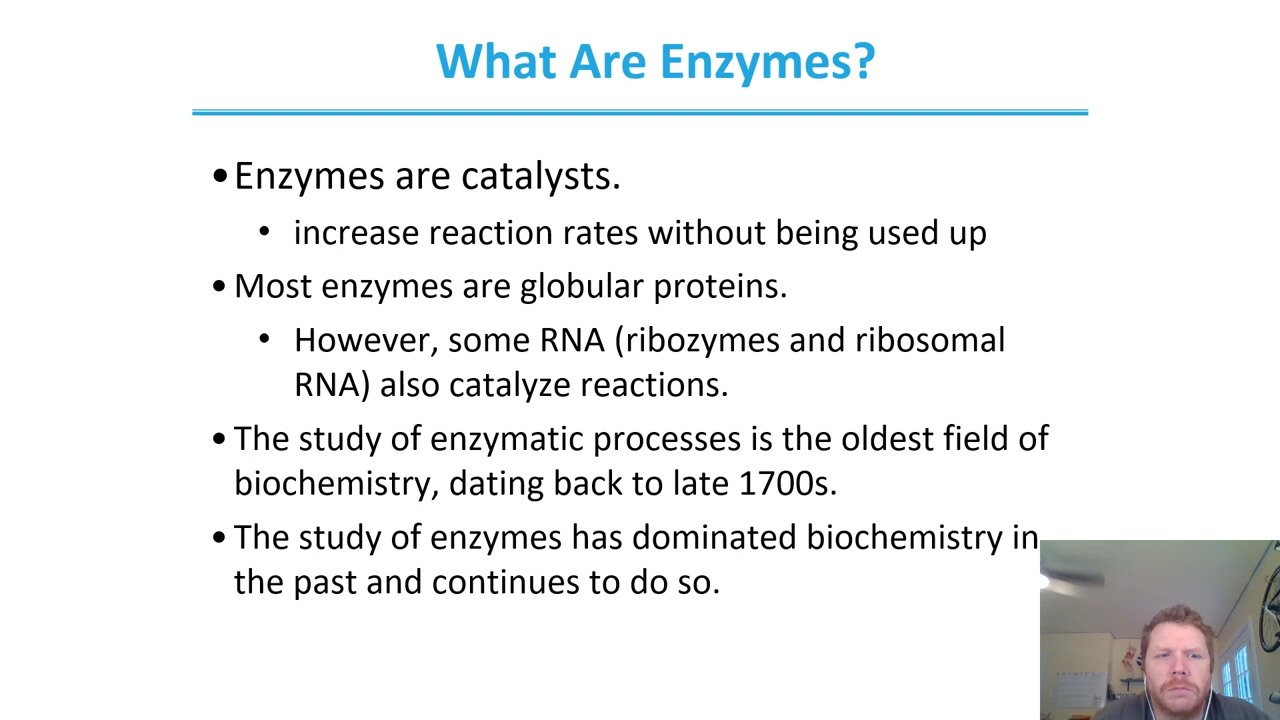 What Are Enzymes?
•Enzymes are catalysts.
• increase reaction rates without being used up
•Most enzymes are globular proteins.
• However, some RNA (ribozymes and ribosomal
RNA) also catalyze reactions.
•The study of enzymatic processes is the oldest field of
biochemistry, dating back to late 1700s.
•The study of enzymes has dominated biochemistry in
the past and continues to do so.